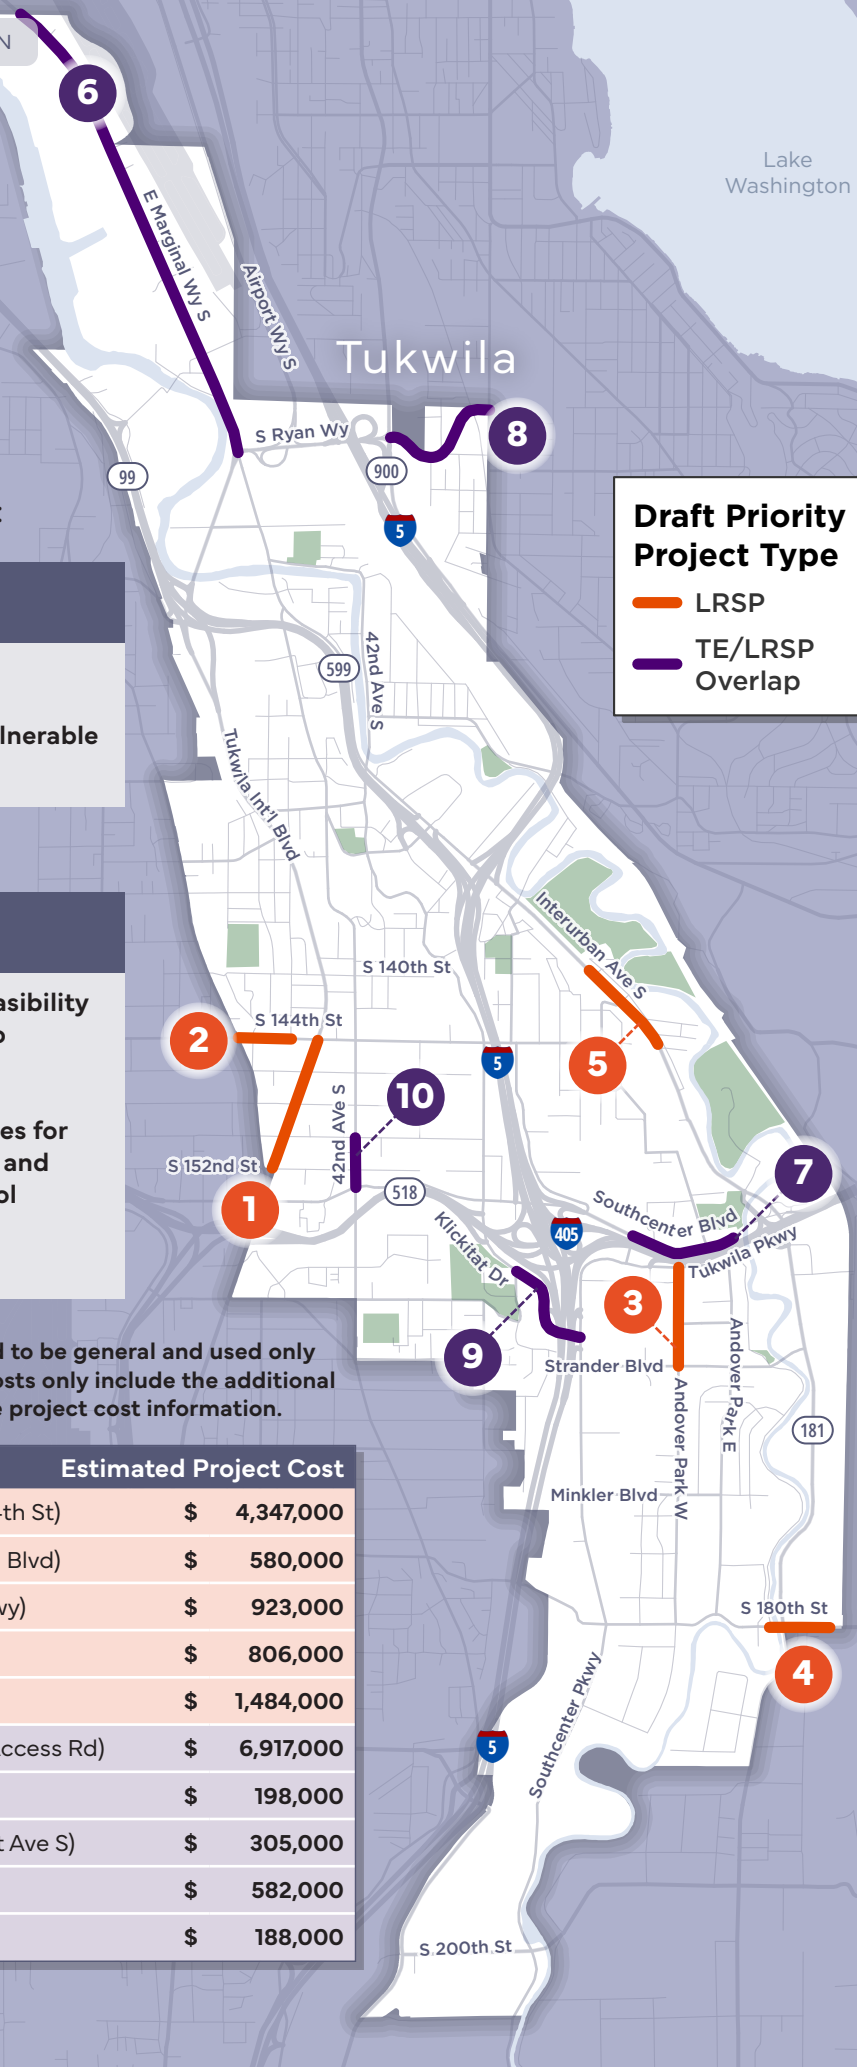 N
6
Lake
Washington
E Marginal Wy S
Airport Wy S
Tukwila
S Ryan Wy
8
900
99
5
Draft Priority
Project Type
LRSP
TE/LRSP
Overlap
599
42nd Ave S
lnerable
Tukwila Int'l Blvd
Interurban Ave S
S 140th St
asibility
2
S 144th St
5
5
10
es for
and
ol
42nd AVe S
S 152nd St
1
518
7
Southcenter Blvd
405
Tukwila Pkwy
Klickitat Dr
3
9
Strander Blvd
Andover Park E
Andover Park W
181
d to be general and used only
osts only include the additional
e project cost information.
Estimated Project Cost
th St) $ 4,347,000
Blvd) $ 580,000
wy) $ 923,000
$ 806,000
$ 1,484,000
ccess Rd) $ 6,917,000
$ 198,000
t Ave S) $ 305,000
$ 582,000
$ 188,000
Minkler Blvd
S 180th St
4
Southcenter Pkwy
5
S 200th St